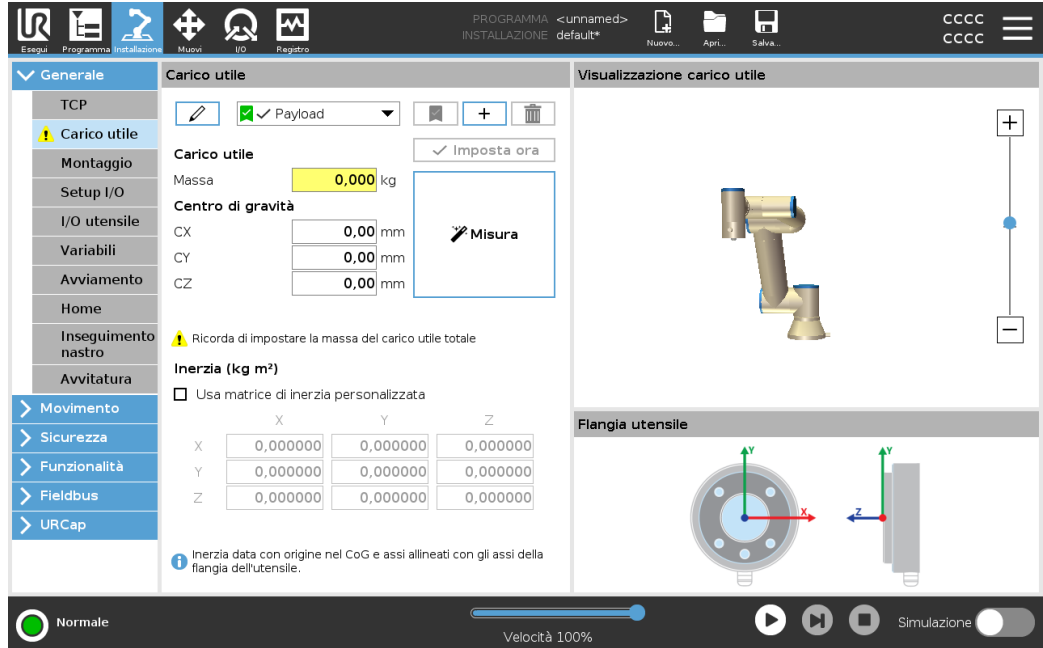 UR
PROGRAMMA <unnamed>
INSTALLAZIONE default*
CCCC
CCCC
Esegui Programma Installazione Muovi I/O Registro Nuovo... Apri... Salva...
Generale
TCP
Carico utile
Montaggio
Setup I/O
I/O utensile
Variabili
Avviamento
Home
Inseguimento
nastro
Avvitatura
Movimento
Sicurezza
Funzionalità
Fieldbus
URCap
Carico utile
Payload
Imposta ora
Carico utile
Massa 0,000 kg
Centro di gravità
CX 0,00 mm
CY 0,00 mm
CZ 0,00 mm
Misura
Ricorda di impostare la massa del carico utile totale
Inerzia (kg m²)
Usa matrice di inerzia personalizzata
X Y Z
X 0,000000 0,000000 0,000000
Y 0,000000 0,000000 0,000000
Z 0,000000 0,000000 0,000000
Inerzia data con origine nel CoG e assi allineati con gli assi della
flangia dell'utensile.
Visualizzazione carico utile
Flangia utensile
Y
X
Y
Z
Normale
Velocità 100%
Simulazione